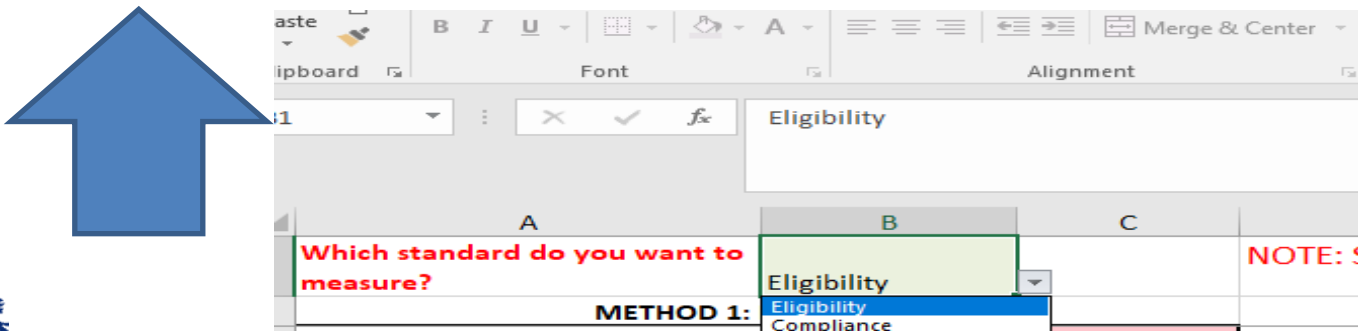 aste
B I U A Merge & Center
ipboard Font Alignment
fx Eligibility
A B C
Which standard do you want to
measure?
Eligibility
NOTE:
METHOD 1:
Eligibility
Compliance